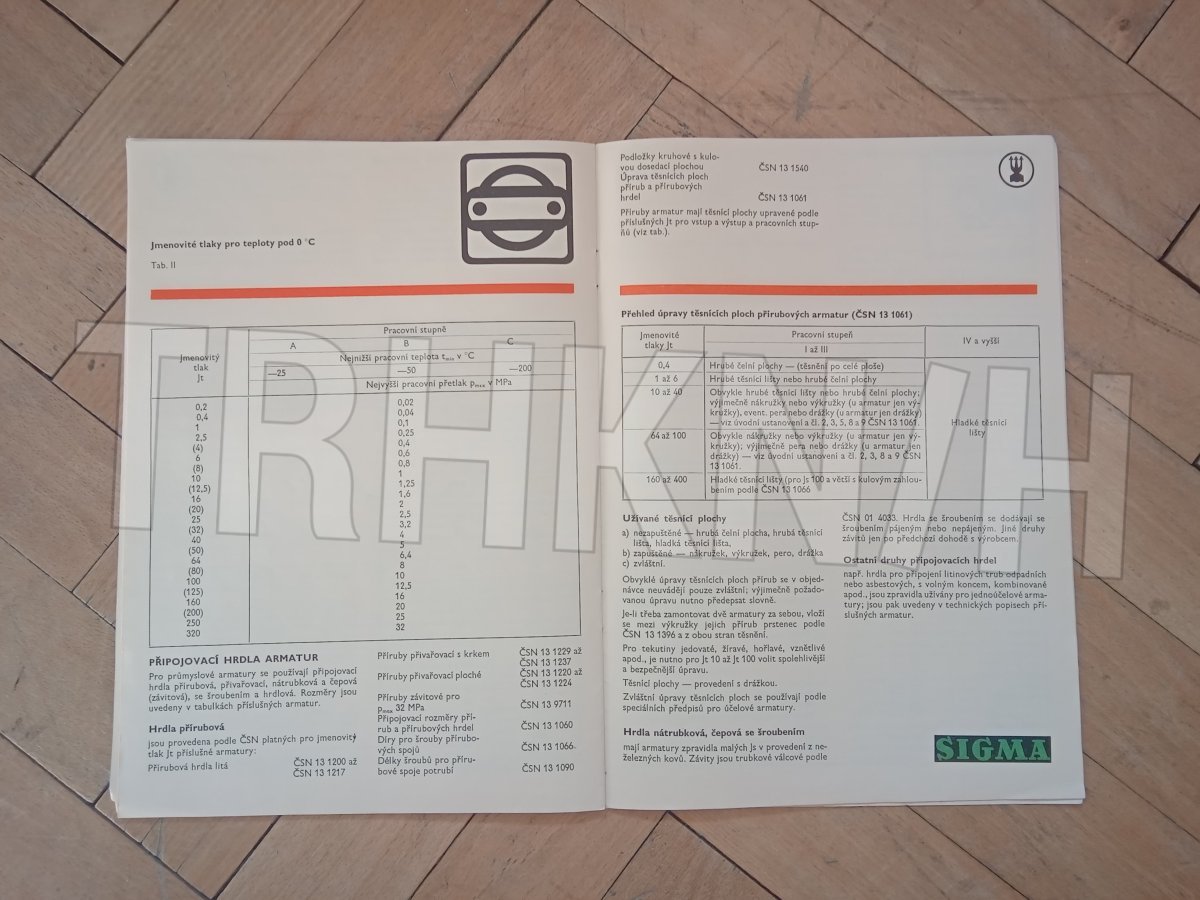 Jmenovité tlaky pro teploty pod 0 °C
Tab. II
Jmenovitý
tlak
Jt
Pracovní stupně
A B C
Nejnižší pracovní teplota tmin v °C
—25 —50 —200
Nejvyšší pracovní přetlak pmax v MPa
0,2 0,02
0,4 0,04
1 0,1
2,5 0,25
(4) 0,4
6 0,6
(8) 0,8
10 1
(12,5) 1,25
16 1,6
(20) 2
25 2,5
(32) 3,2
40 4
(50) 5
64 6,4
(80) 8
100 10
(125) 12,5
160 16
(200) 20
250 25
320 32
PŘIPOJOVACÍ HRDLA ARMATUR
Pro průmyslové armatury se používají připojovací
hrdla přírubová, přivařovací, nátrubková a čepová
(závitová), se šroubením a hrdlová. Rozměry jsou
uvedeny v tabulkách příslušných armatur.
Hrdla přírubová
jsou provedena podle ČSN platných pro jmenovitý
tlak Jt příslušné armatury:
Přírubová hrdla litá ČSN 13 1200 až
ČSN 13 1217
Příruby přivařovací s krkem ČSN 13 1229 až
ČSN 13 1237
Příruby přivařovací ploché ČSN 13 1220 až
ČSN 13 1224
Příruby závitové pro
pmax 32 MPa ČSN 13 9711
Připojovací rozměry pří-
rub a přírubových hrdel ČSN 13 1060
Díry pro šrouby přírubo-
vých spojů ČSN 13 1066
Délky šroubů pro příru-
bové spoje potrubí ČSN 13 1090
Podložky kruhové s kulo-
vou dosedací plochou ČSN 13 1540
Úprava těsnících ploch
přírub a přírubových
hrdel ČSN 13 1061
Příruby armatur mají těsnící plochy upravené podle
příslušných Jt pro vstup a výstup a pracovních stup-
ňů (viz tab.).
Přehled úpravy těsnících ploch přírubových armatur (ČSN 13 1061)
Jmenovité
tlaky Jt
Pracovní stupeň
I až III
IV a vyšší
0,4 Hrubé čelní plochy — (těsnění po celé ploše)
1 až 6 Hrubé těsnící lišty nebo hrubé čelní plochy
10 až 40 Obvykle hrubé těsnící lišty nebo hrubé čelní plochy;
výjimečně nákružky nebo výkružky (u armatur jen vý-
kružky), event. pera nebo drážky (u armatur jen drážky)
— viz úvodní ustanovení a čl. 2, 3, 5, 8 a 9 ČSN 13 1061.
64 až 100 Obvykle nákružky nebo výkružky (u armatur jen vý-
kružky); výjimečně pera nebo drážky (u armatur jen
drážky) — viz úvodní ustanovení a čl. 2, 3, 8 a 9 ČSN
13 1061.
160 až 400 Hladké těsnící lišty (pro Js 100 a větší s kulovým zahlou-
bením podle ČSN 13 1066
Hladké těsnící
lišty
Užívané těsnící plochy
a) nezapuštěné — hrubá čelní plocha, hrubá těsnící
lišta, hladká těsnící lišta,
b) zapuštěné — nákružek, výkružek, pero, drážka
c) zvláštní.
Obvyklé úpravy těsnících ploch přírub se v objed-
návce neuvádějí pouze zvláštní; výjimečně požado-
vanou úpravu nutno předepsat slovně.
Je-li třeba zamontovat dvě armatury za sebou, vloží
se mezi výkružky jejich přírub prstenec podle
ČSN 13 1396 a z obou stran těsnění.
Pro tekutiny jedovaté, žíravé, hořlavé, vznětlivé
apod., je nutno pro Jt 10 až Jt 100 volit spolehlivější
a bezpečnější úpravu.
Těsnící plochy — provedení s drážkou.
Zvláštní úpravy těsnících ploch se používají podle
speciálních předpisů pro účelové armatury.
Hrdla nátrubková, čepová se šroubením
mají armatury zpravidla malých Js v provedení z ne-
železných kovů. Závity jsou trubkové válcové podle
ČSN 01 4033. Hrdla se šroubením se dodávají se
šroubením pájeným nebo nepájeným. Jiné druhy
závitů jen po předchozí dohodě s výrobcem.
Ostatní druhy připojovacích hrdel
např. hrdla pro připojení litinových trub odpadních
nebo asbestových, s volným koncem, kombinované
apod., jsou zpravidla užívány pro jednoúčelové arma-
tury; jsou pak uvedeny v technických popisech pří-
slušných armatur.
SIGMA
TRHKNIH